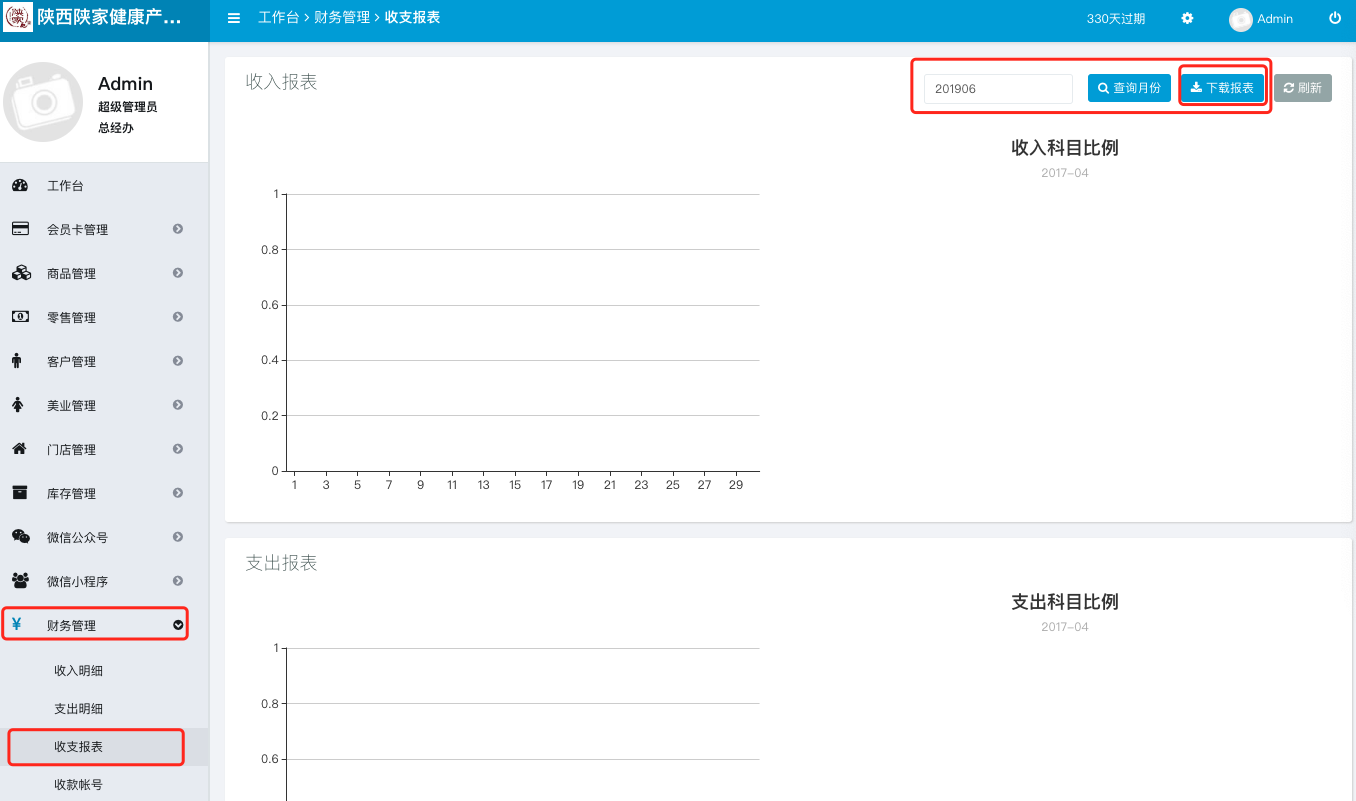 陕西陕家健康产...
工作台 > 财务管理 > 收支报表
330天过期
Admin
Admin
超级管理员
总经办
工作台
会员卡管理
商品管理
零售管理
客户管理
美业管理
门店管理
库存管理
微信公众号
微信小程序
¥ 财务管理
收入明细
支出明细
收支报表
收款帐号
收入报表
201906
查询月份
下载报表
刷新
收入科目比例
2017-04
1
0.8
0.6
0.4
0.2
0
1 3 5 7 9 11 13 15 17 19 21 23 25 27 29
支出报表
支出科目比例
2017-04
1
0.8
0.6